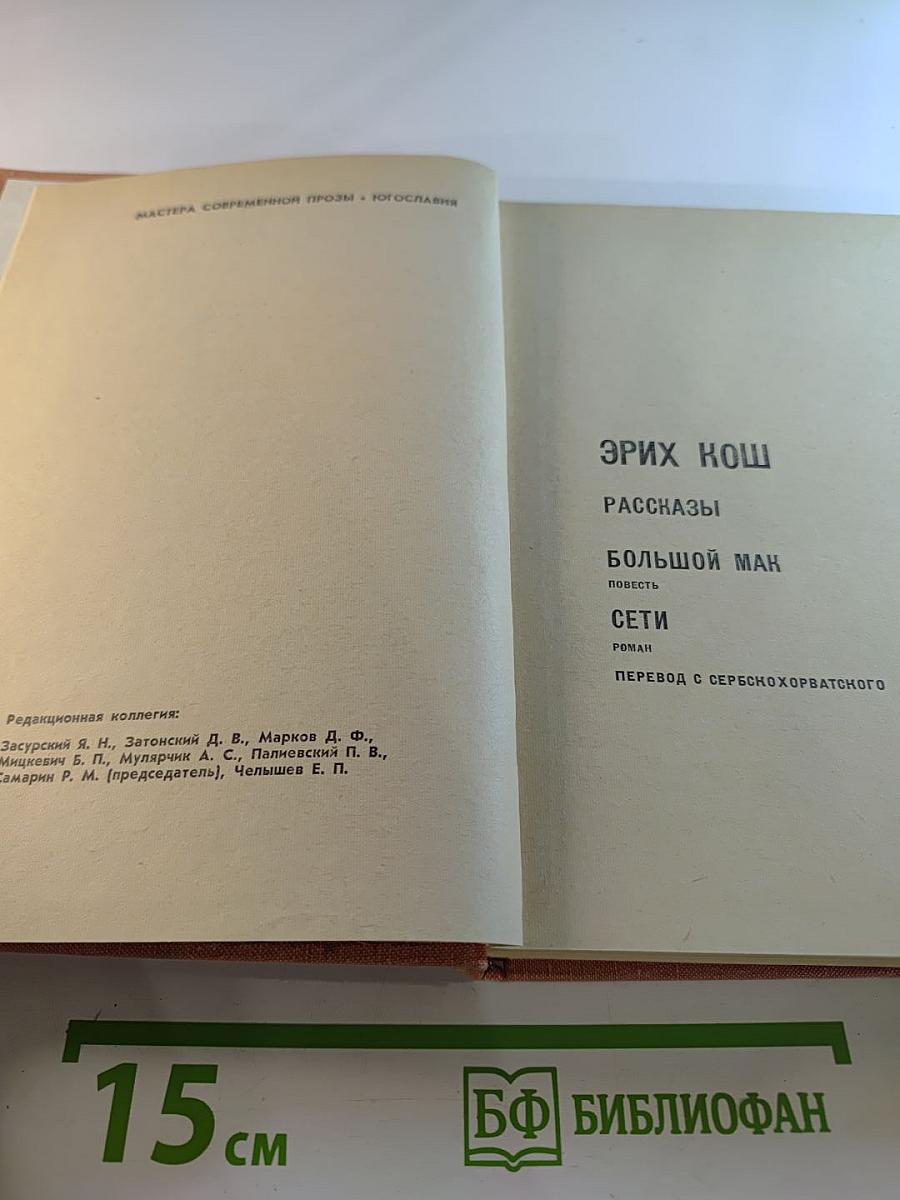 МАСТЕРА СОВРЕМЕННОЙ ПРОЗЫ • ЮГОСЛАВИЯ
Редакционная коллегия:
Засурский Я. Н., Затонский Д. В., Марков Д. Ф.,
Мицкевич Б. П., Мулярчик А. С., Палиевский П. В.,
Самарин Р. М. (председатель), Челышев Е. П.
ЭРИХ КОШ
РАССКАЗЫ
БОЛЬШОЙ МАК
ПОВЕСТЬ
СЕТИ
РОМАН
ПЕРЕВОД С СЕРБСКОХОРВАТСКОГО
15 см
БФ БИБЛИОФАН